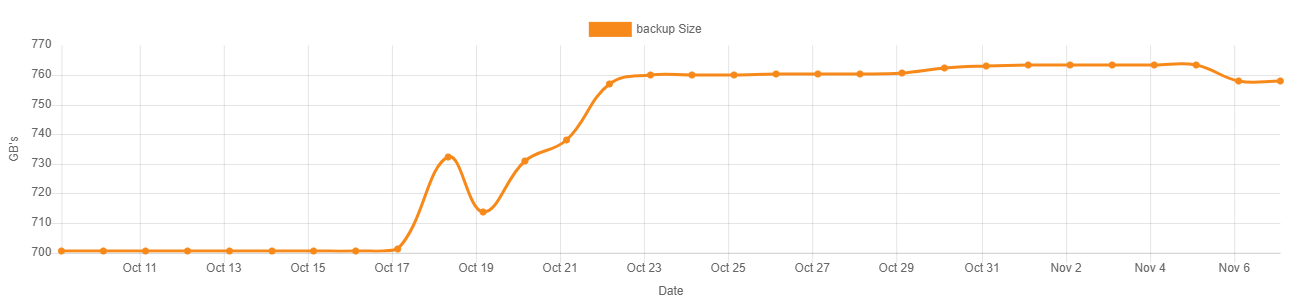 backup Size
770
760
750
740
730
720
710
700
GB's
Oct 11 Oct 13 Oct 15 Oct 17 Oct 19 Oct 21 Oct 23 Oct 25 Oct 27 Oct 29 Oct 31 Nov 2 Nov 4 Nov 6
Date